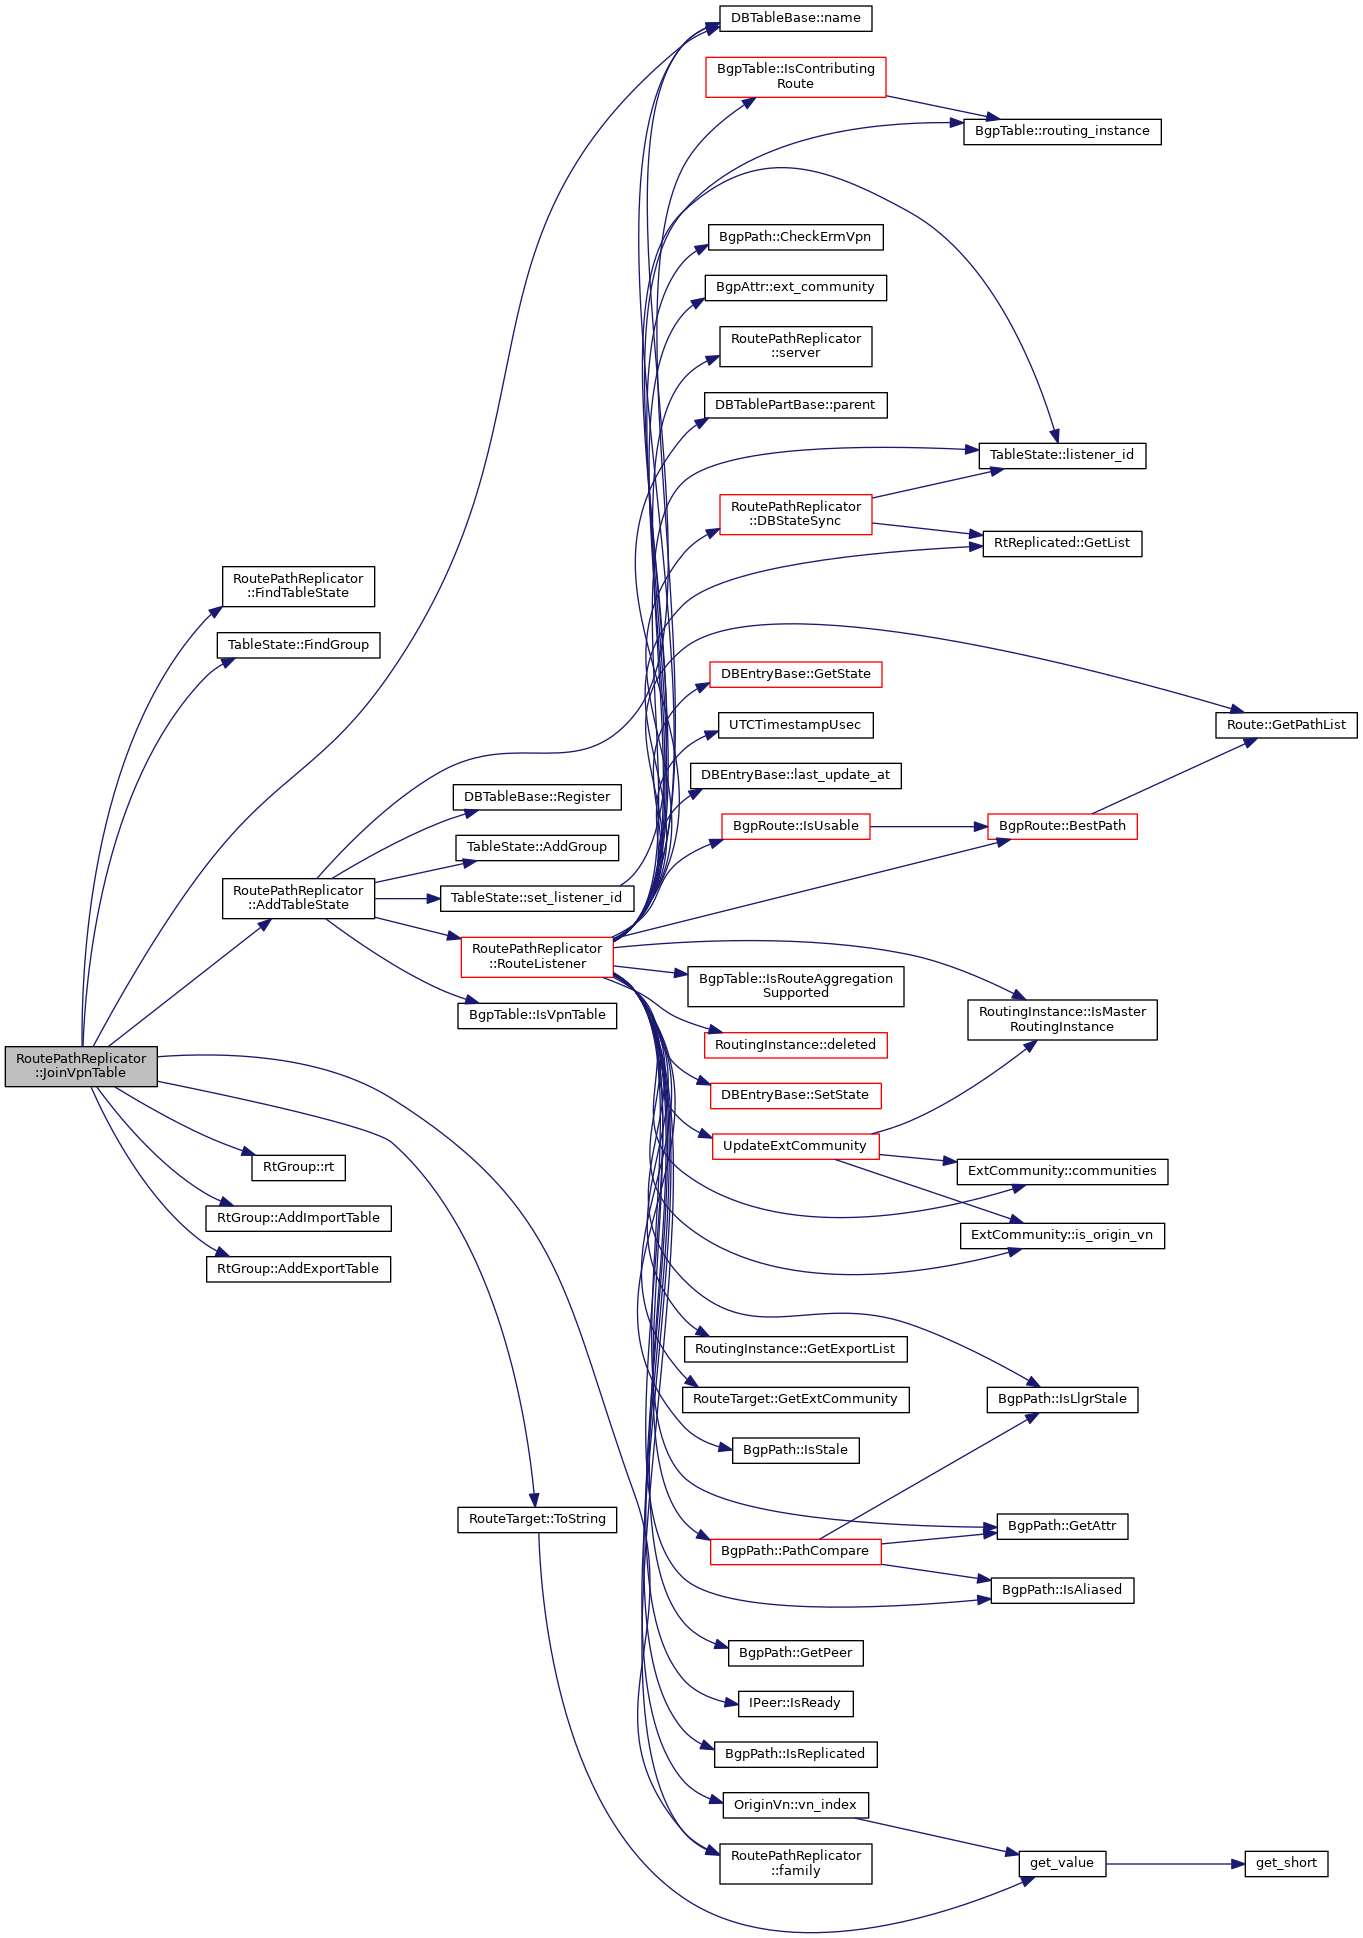 DBTableBase::name
BgpTable::IsContributing
Route
BgpTable::routing_instance
BgpPath::CheckErmVpn
BgpAttr::ext_community
RoutePathReplicator
::server
DBTablePartBase::parent
TableState::listener_id
RoutePathReplicator
::DBStateSync
RtReplicated::GetList
RoutePathReplicator
::FindTableState
TableState::FindGroup
DBEntryBase::GetState
UTCTimestampUsec
Route::GetPathList
DBEntryBase::last_update_at
DBTableBase::Register
BgpRoute::IsUsable
BgpRoute::BestPath
TableState::AddGroup
RoutePathReplicator
::AddTableState
TableState::set_listener_id
RoutePathReplicator
::RouteListener
BgpTable::IsRouteAggregation
Supported
BgpTable::IsVpnTable
RoutingInstance::IsMaster
RoutingInstance
RoutingInstance::deleted
RoutePathReplicator
::JoinVpnTable
DBEntryBase::SetState
UpdateExtCommunity
RtGroup::rt
ExtCommunity::communities
RtGroup::AddImportTable
ExtCommunity::is_origin_vn
RtGroup::AddExportTable
RoutingInstance::GetExportList
RouteTarget::GetExtCommunity
BgpPath::IsLlgrStale
BgpPath::IsStale
RouteTarget::ToString
BgpPath::GetAttr
BgpPath::PathCompare
BgpPath::IsAliased
BgpPath::GetPeer
IPeer::IsReady
BgpPath::IsReplicated
OriginVn::vn_index
RoutePathReplicator
::family
get_value
get_short